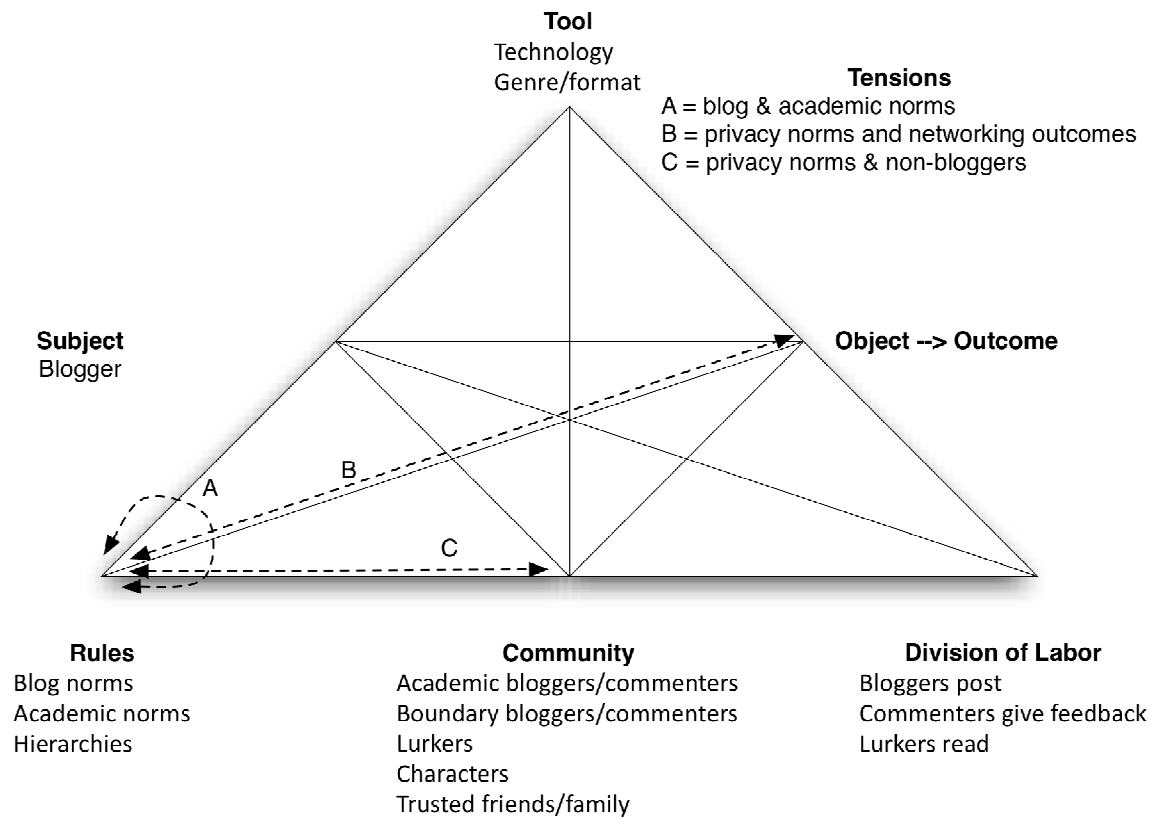 Tool
Technology
Genre/format
Tensions
A = blog & academic norms
B = privacy norms and networking outcomes
C = privacy norms & non-bloggers
Subject
Blogger
Object --> Outcome
A
B
C
Rules
Blog norms
Academic norms
Hierarchies
Community
Academic bloggers/commenters
Boundary bloggers/commenters
Lurkers
Characters
Trusted friends/family
Division of Labor
Bloggers post
Commenters give feedback
Lurkers read